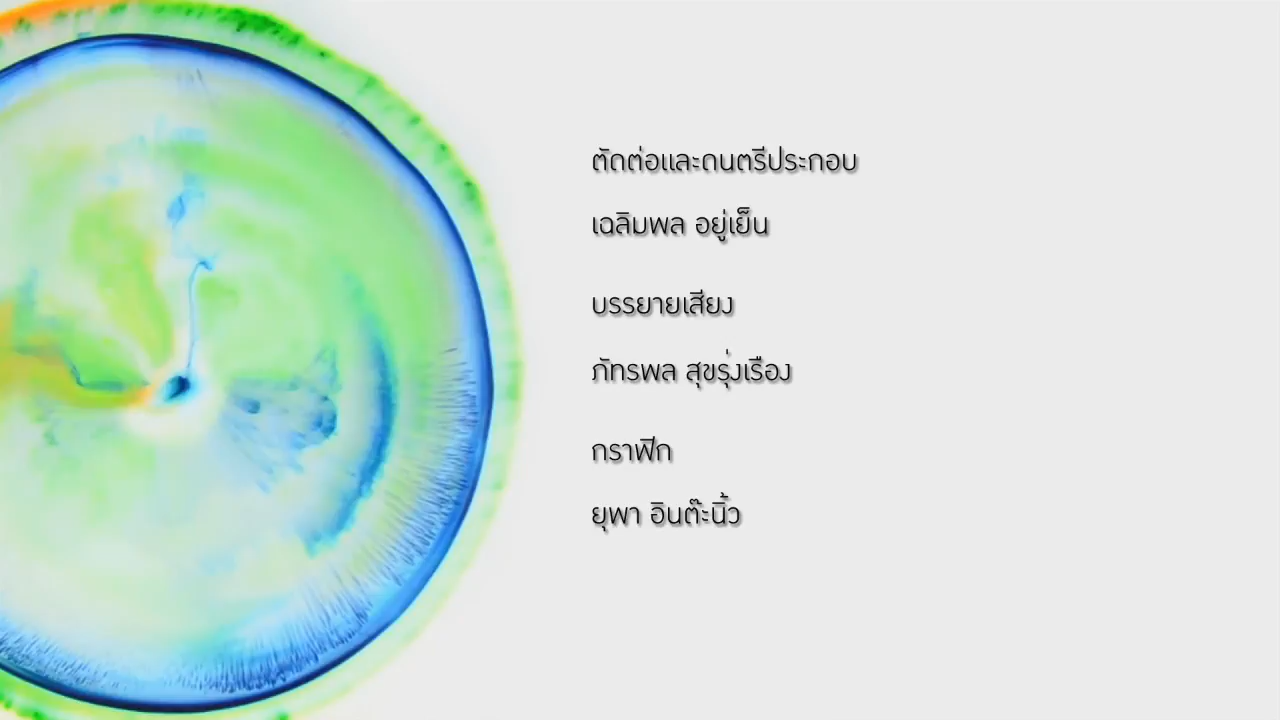 ตัดต่อและดนตรีประกอบ
เฉลิมพล อยู่เย็น
บรรยายเสียง
ภัทรพล สุขรุ่งเรือง
กราฟิก
ยุพา อินต๊ะนิ้ว